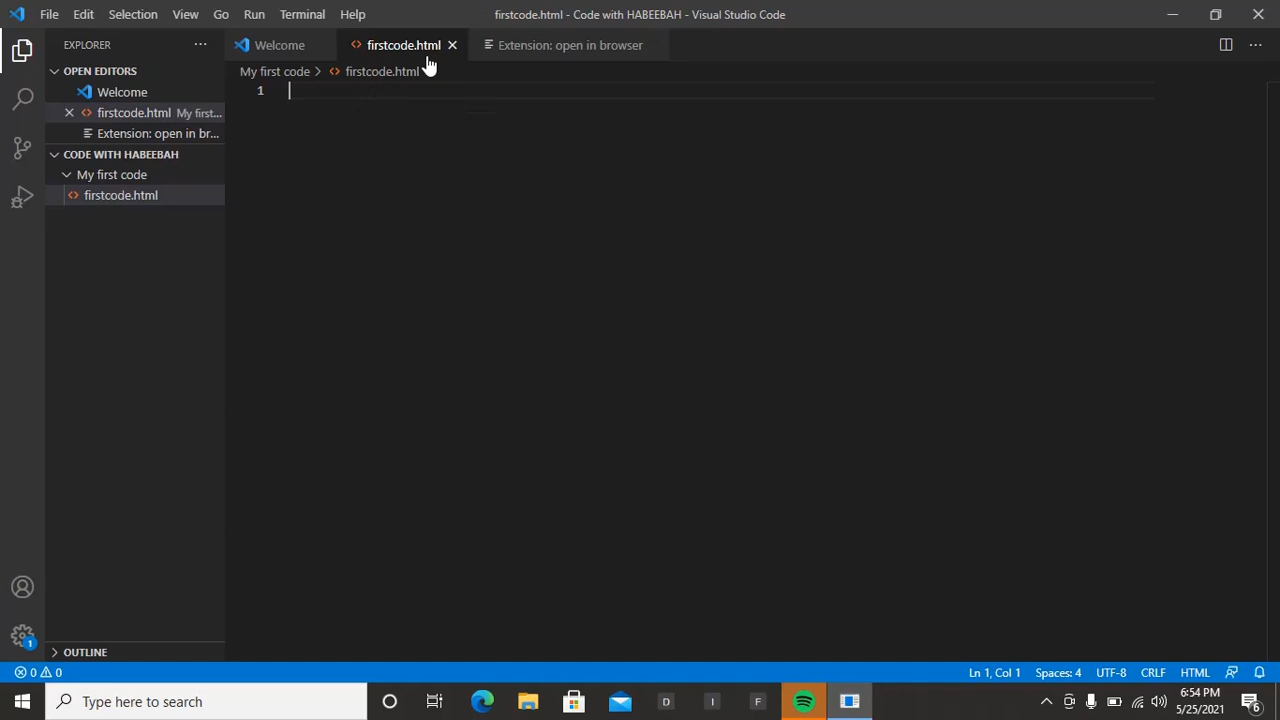 File Edit Selection View Go Run Terminal Help firstcode.html - Code with HABEEBAH - Visual Studio Code
EXPLORER
Welcome firstcode.html Extension: open in browser
OPEN EDITORS
Welcome
firstcode.html My first...
Extension: open in br...
CODE WITH HABEEBAH
My first code
firstcode.html
My first code > firstcode.html
1
1
OUTLINE
0 0 Ln 1, Col 1 Spaces: 4 UTF-8 CRLF HTML
Type here to search
D I F
6:54 PM
5/25/2021
6